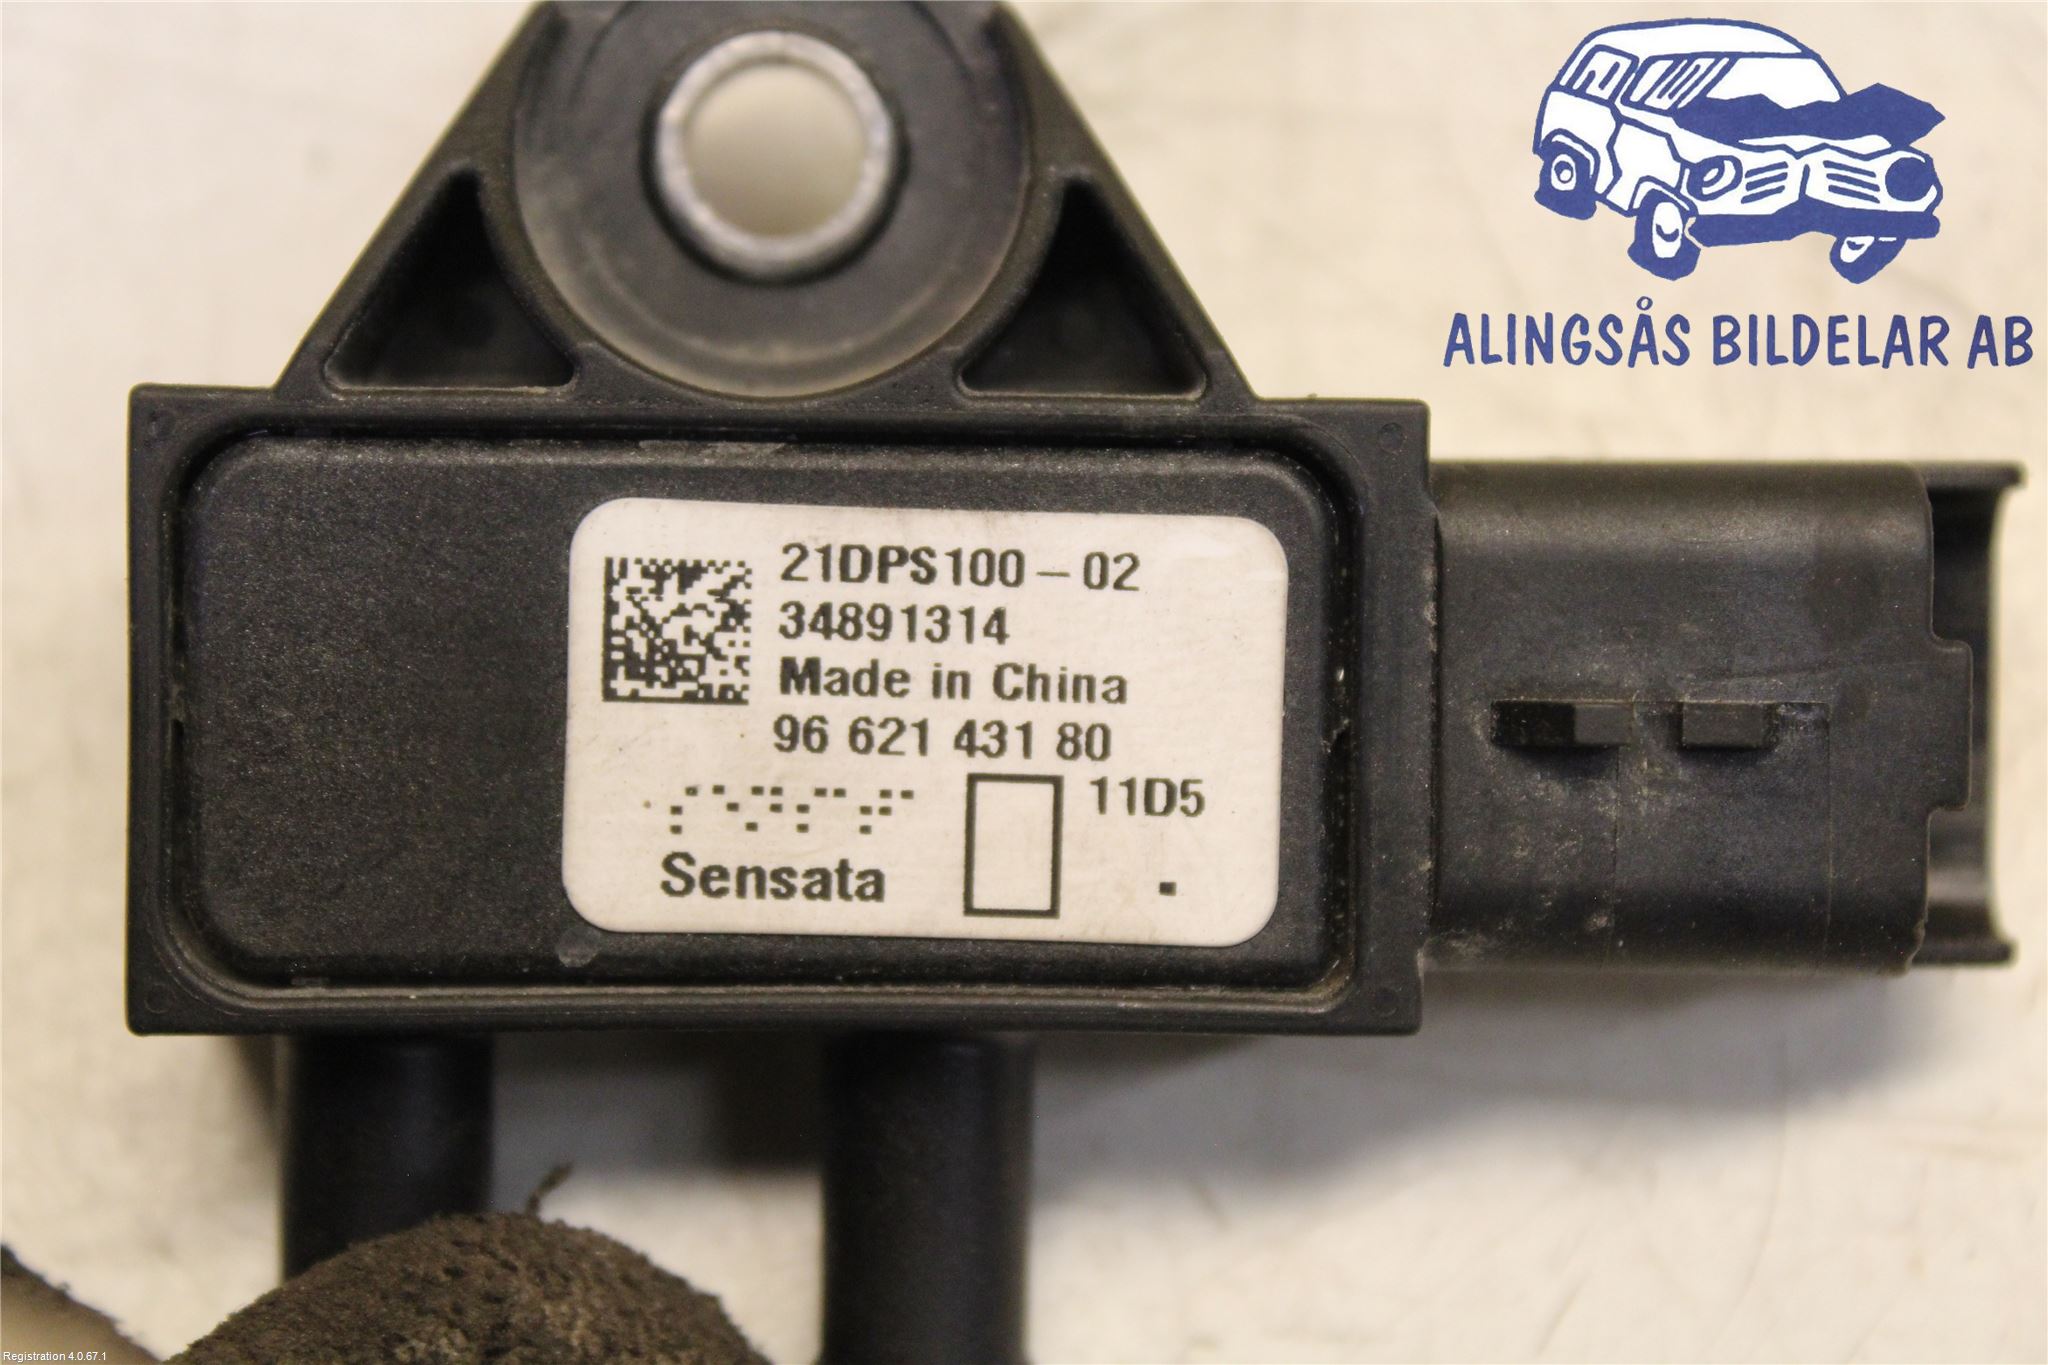 ALINGSÅS BILDELAR AB
21DPS100-02
34891314
Made in China
96 621 431 80
11D5
Sensata
Registration 4.0.67.1